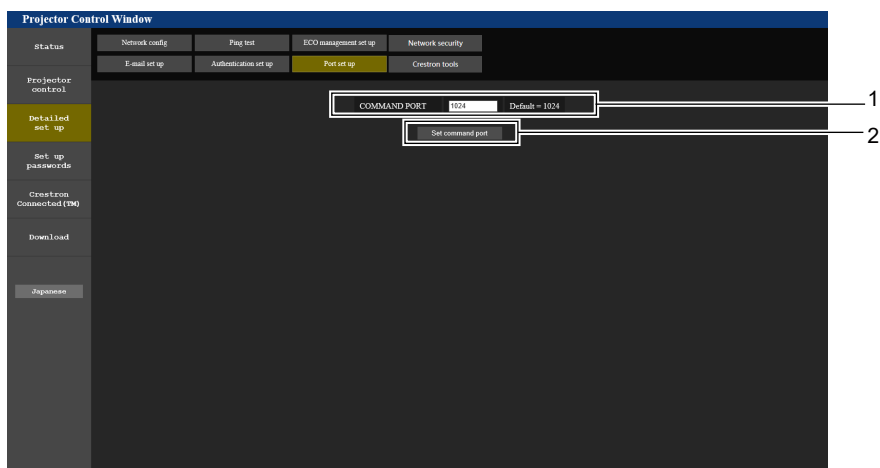 Projector Control Window
Status
Network config
Ping test
ECO management set up
Network security
E-mail set up
Authentication set up
Port set up
Crestron tools
Projector
control
Detailed
set up
Set up
passwords
Crestron
Connected(TM)
Download
Japanese
COMMAND PORT
1024
Default = 1024
1
Set command port
2